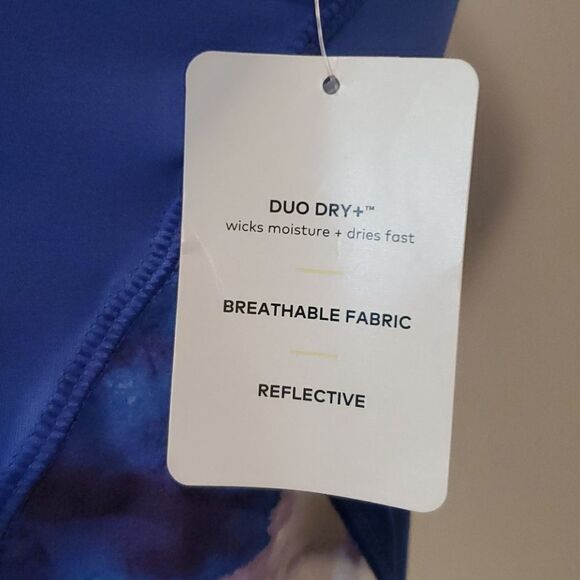 DUO DRY+™
wicks moisture + dries fast
BREATHABLE FABRIC
REFLECTIVE